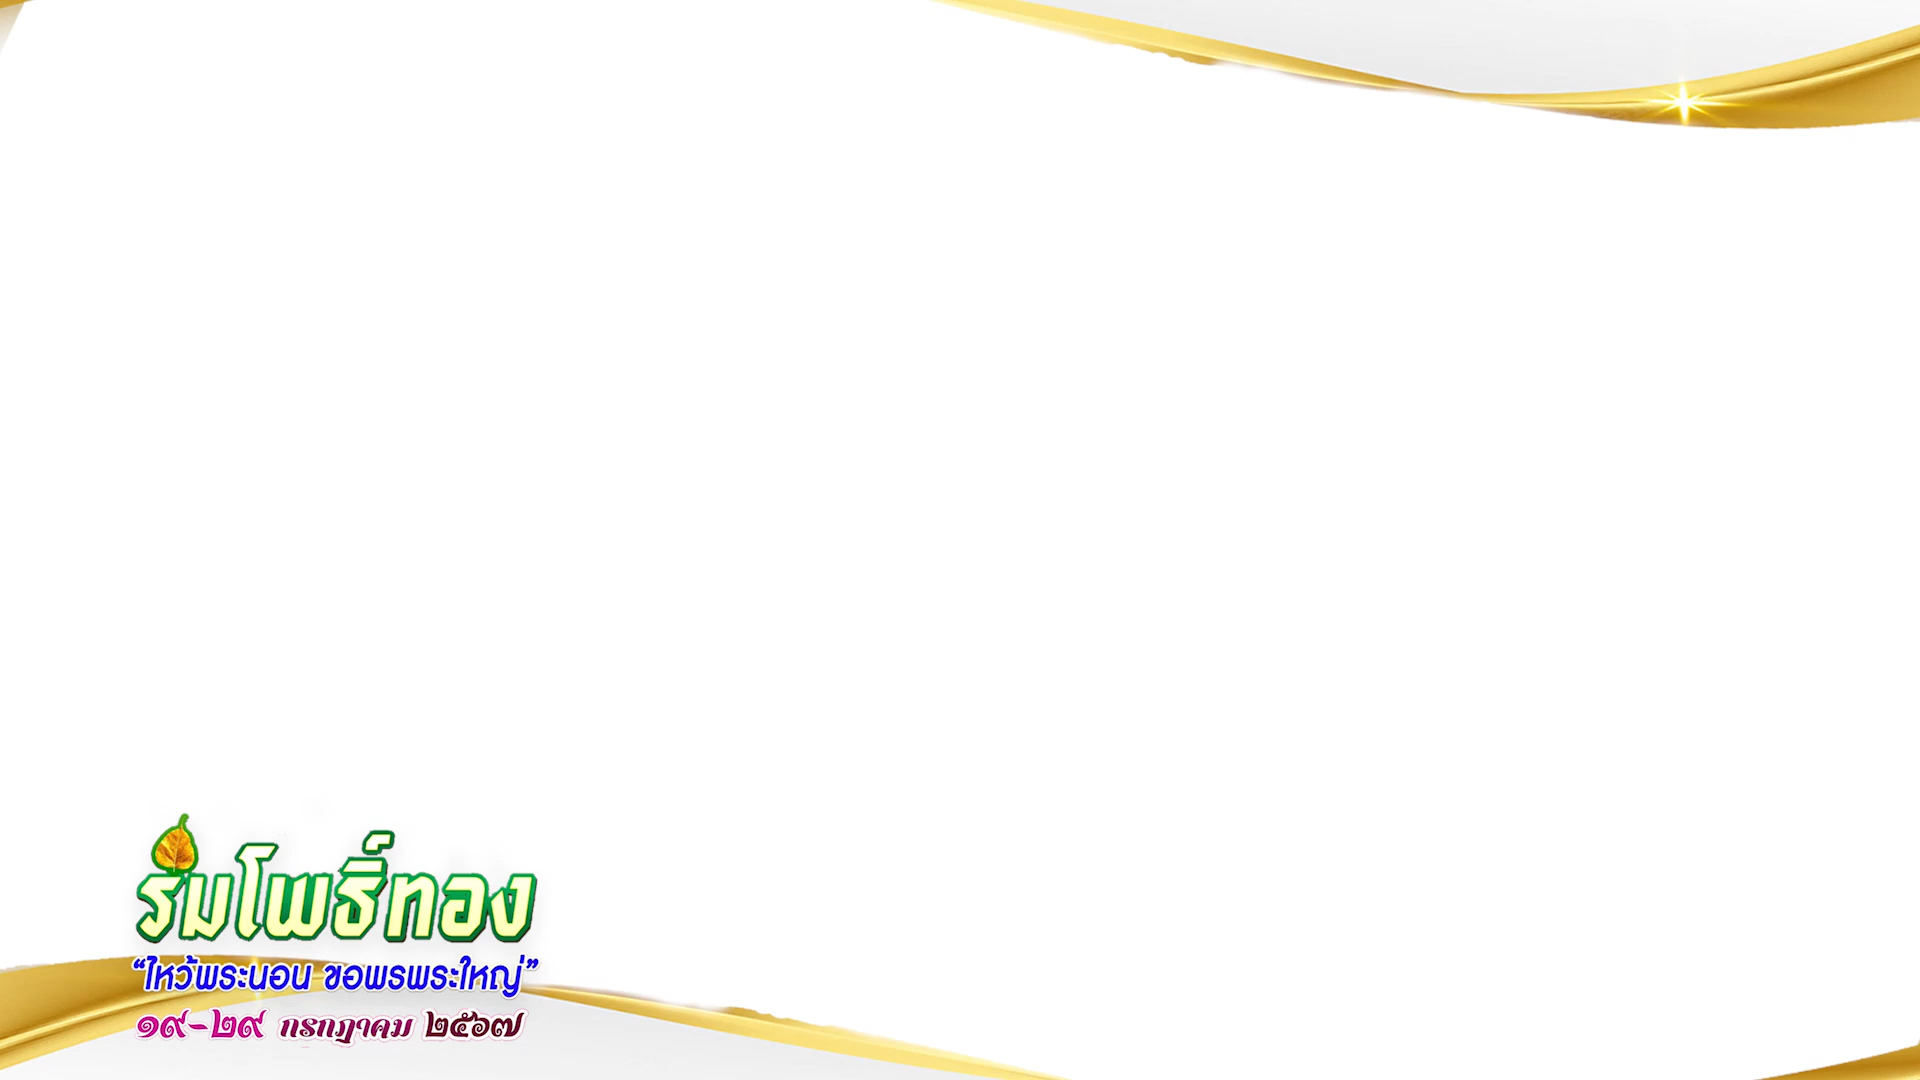 ร่มโพธิ์ทอง
“ไหว้พระนอน ขอพรพระใหญ่”
๑๙-๒๙ กรกฎาคม ๒๕๖๗